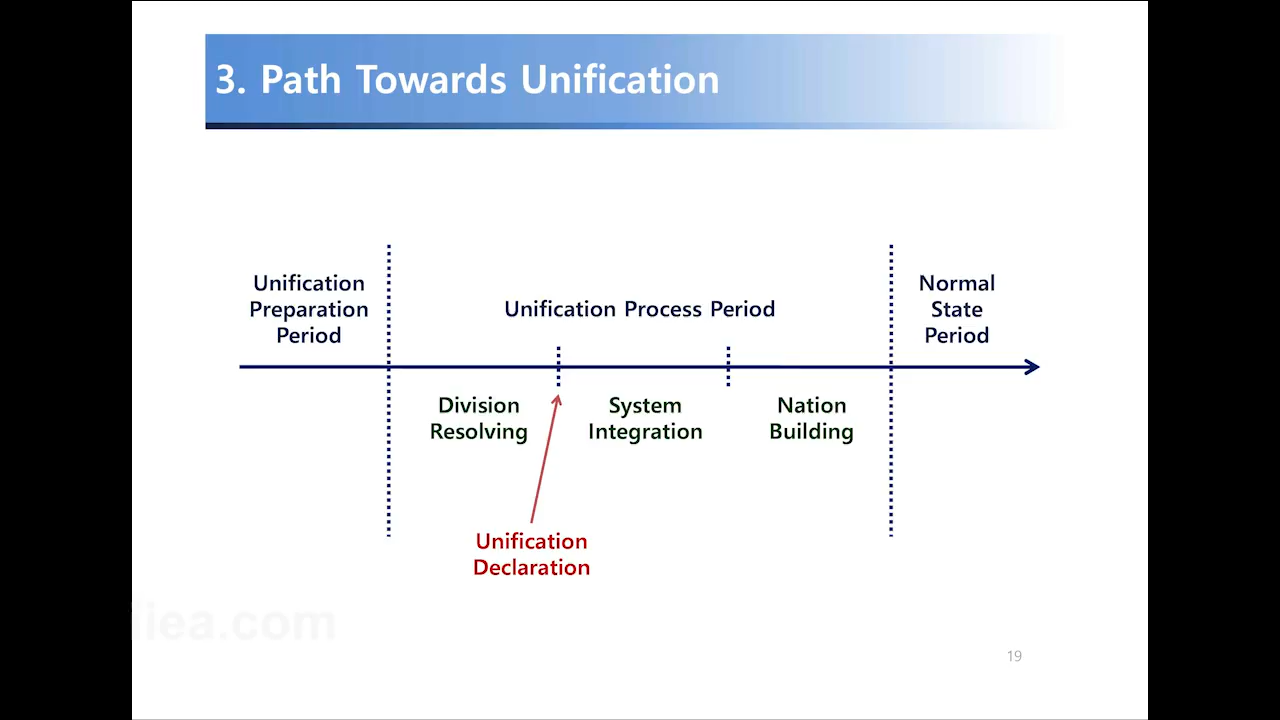 3. Path Towards Unification
Unification
Preparation
Period
Unification Process Period
Normal
State
Period
Division
Resolving
System
Integration
Nation
Building
Unification
Declaration
iiea.com
19